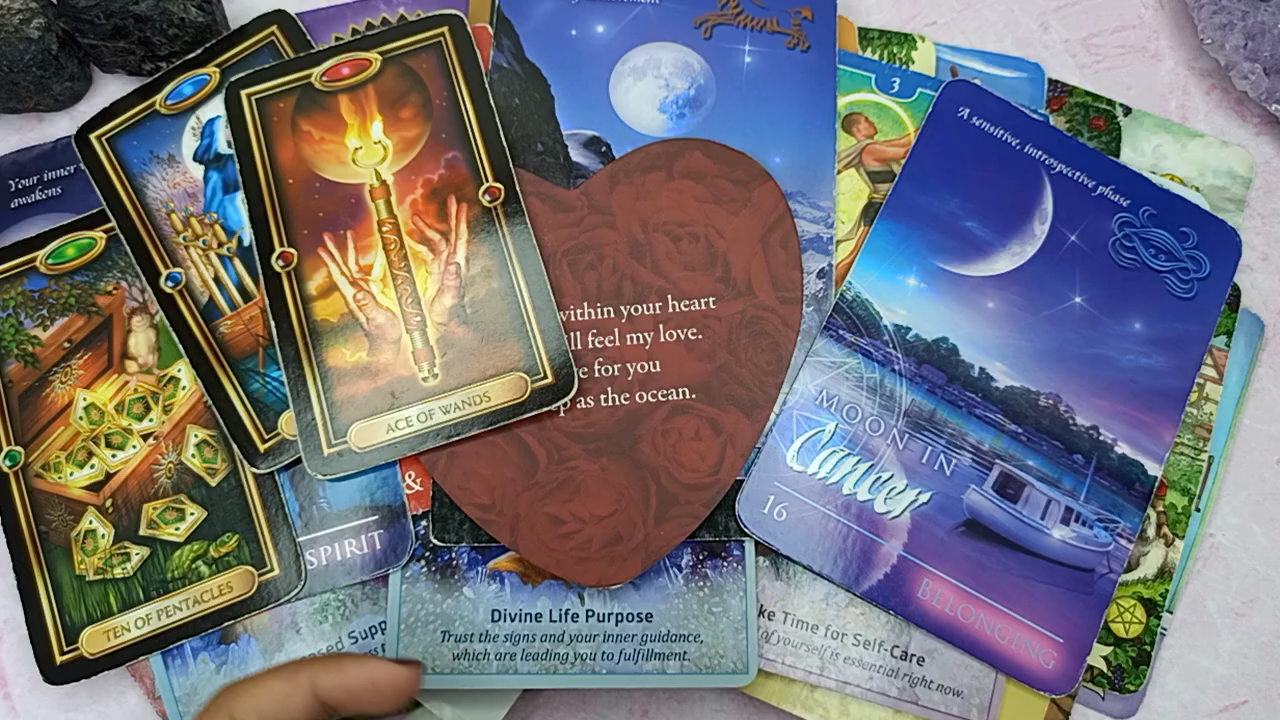 Your inner
awakens
3
A sensitive, introspective phase
within your heart
ll feel my love.
e for you
p as the ocean.
ACE OF WANDS
MOON IN
Cancer
16
BELONGING
&
SPIRIT
TEN OF PENTACLES
Divine Life Purpose
Trust the signs and your inner guidance,
which are leading you to fulfillment.
ased Supp
ke Time for Self-Care
of yourself is essential right now.